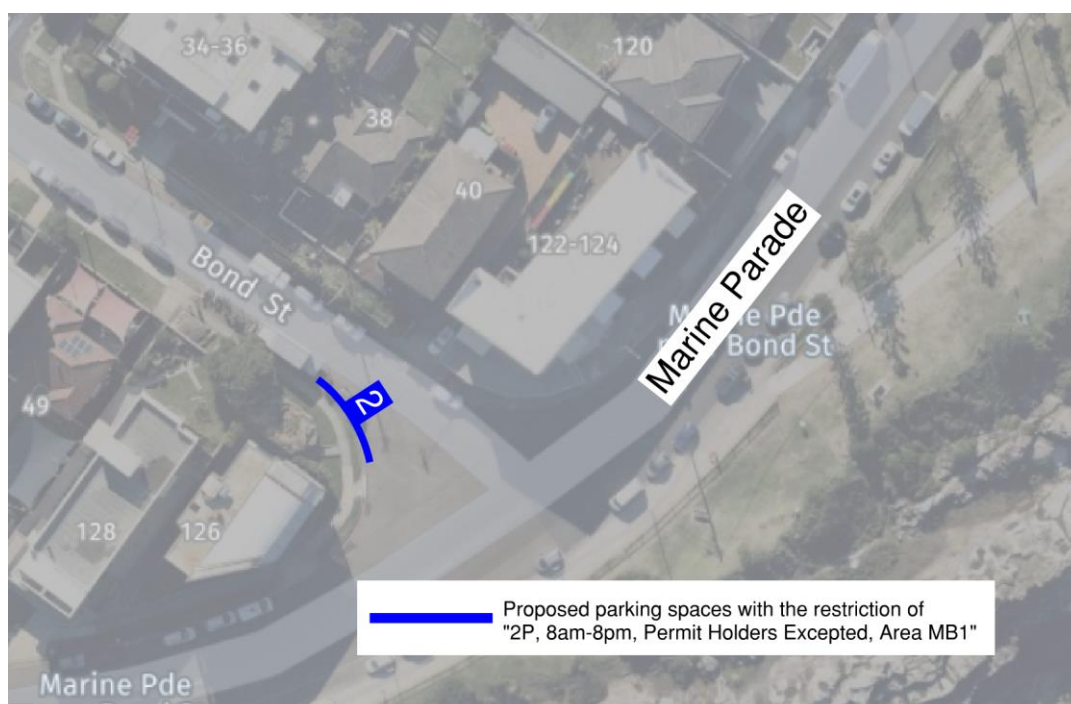 34-36
120
38
40
122-124
Bond St
Marine Parade
Marine Pde
Bond St
2
49
128
126
Proposed parking spaces with the restriction of
"2P, 8am-8pm, Permit Holders Excepted, Area MB1"
Marine Pde